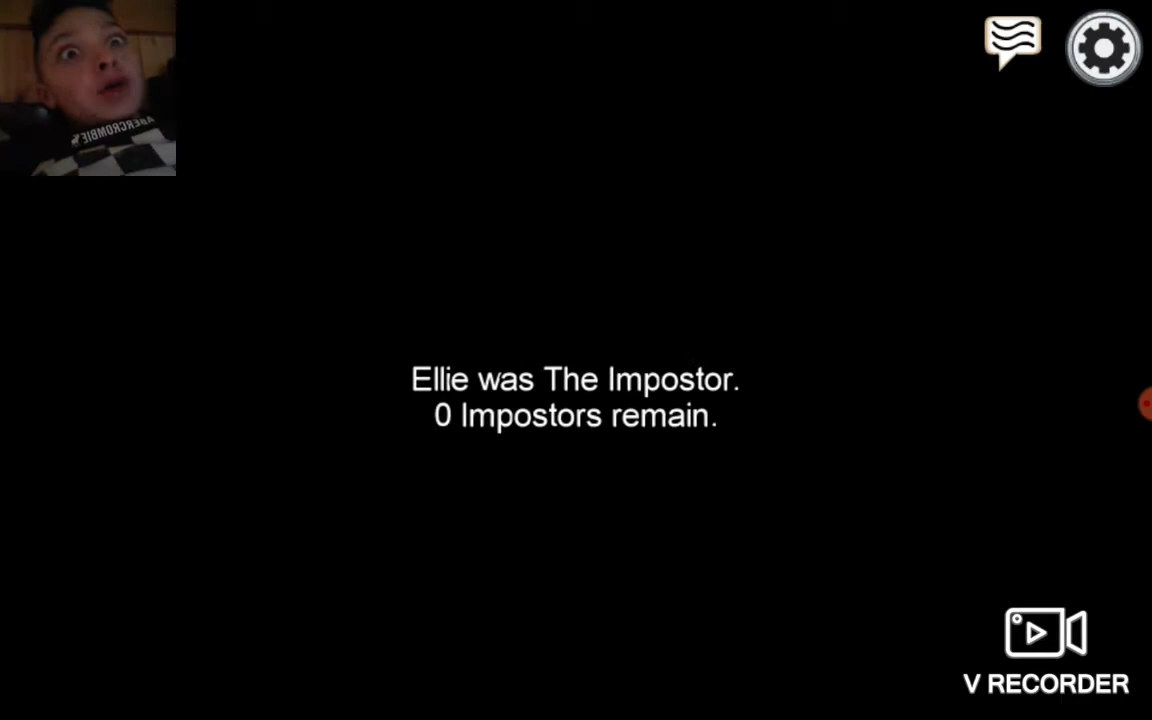 ABERCROMBIE
Ellie was The Impostor.
0 Impostors remain.
V RECORDER